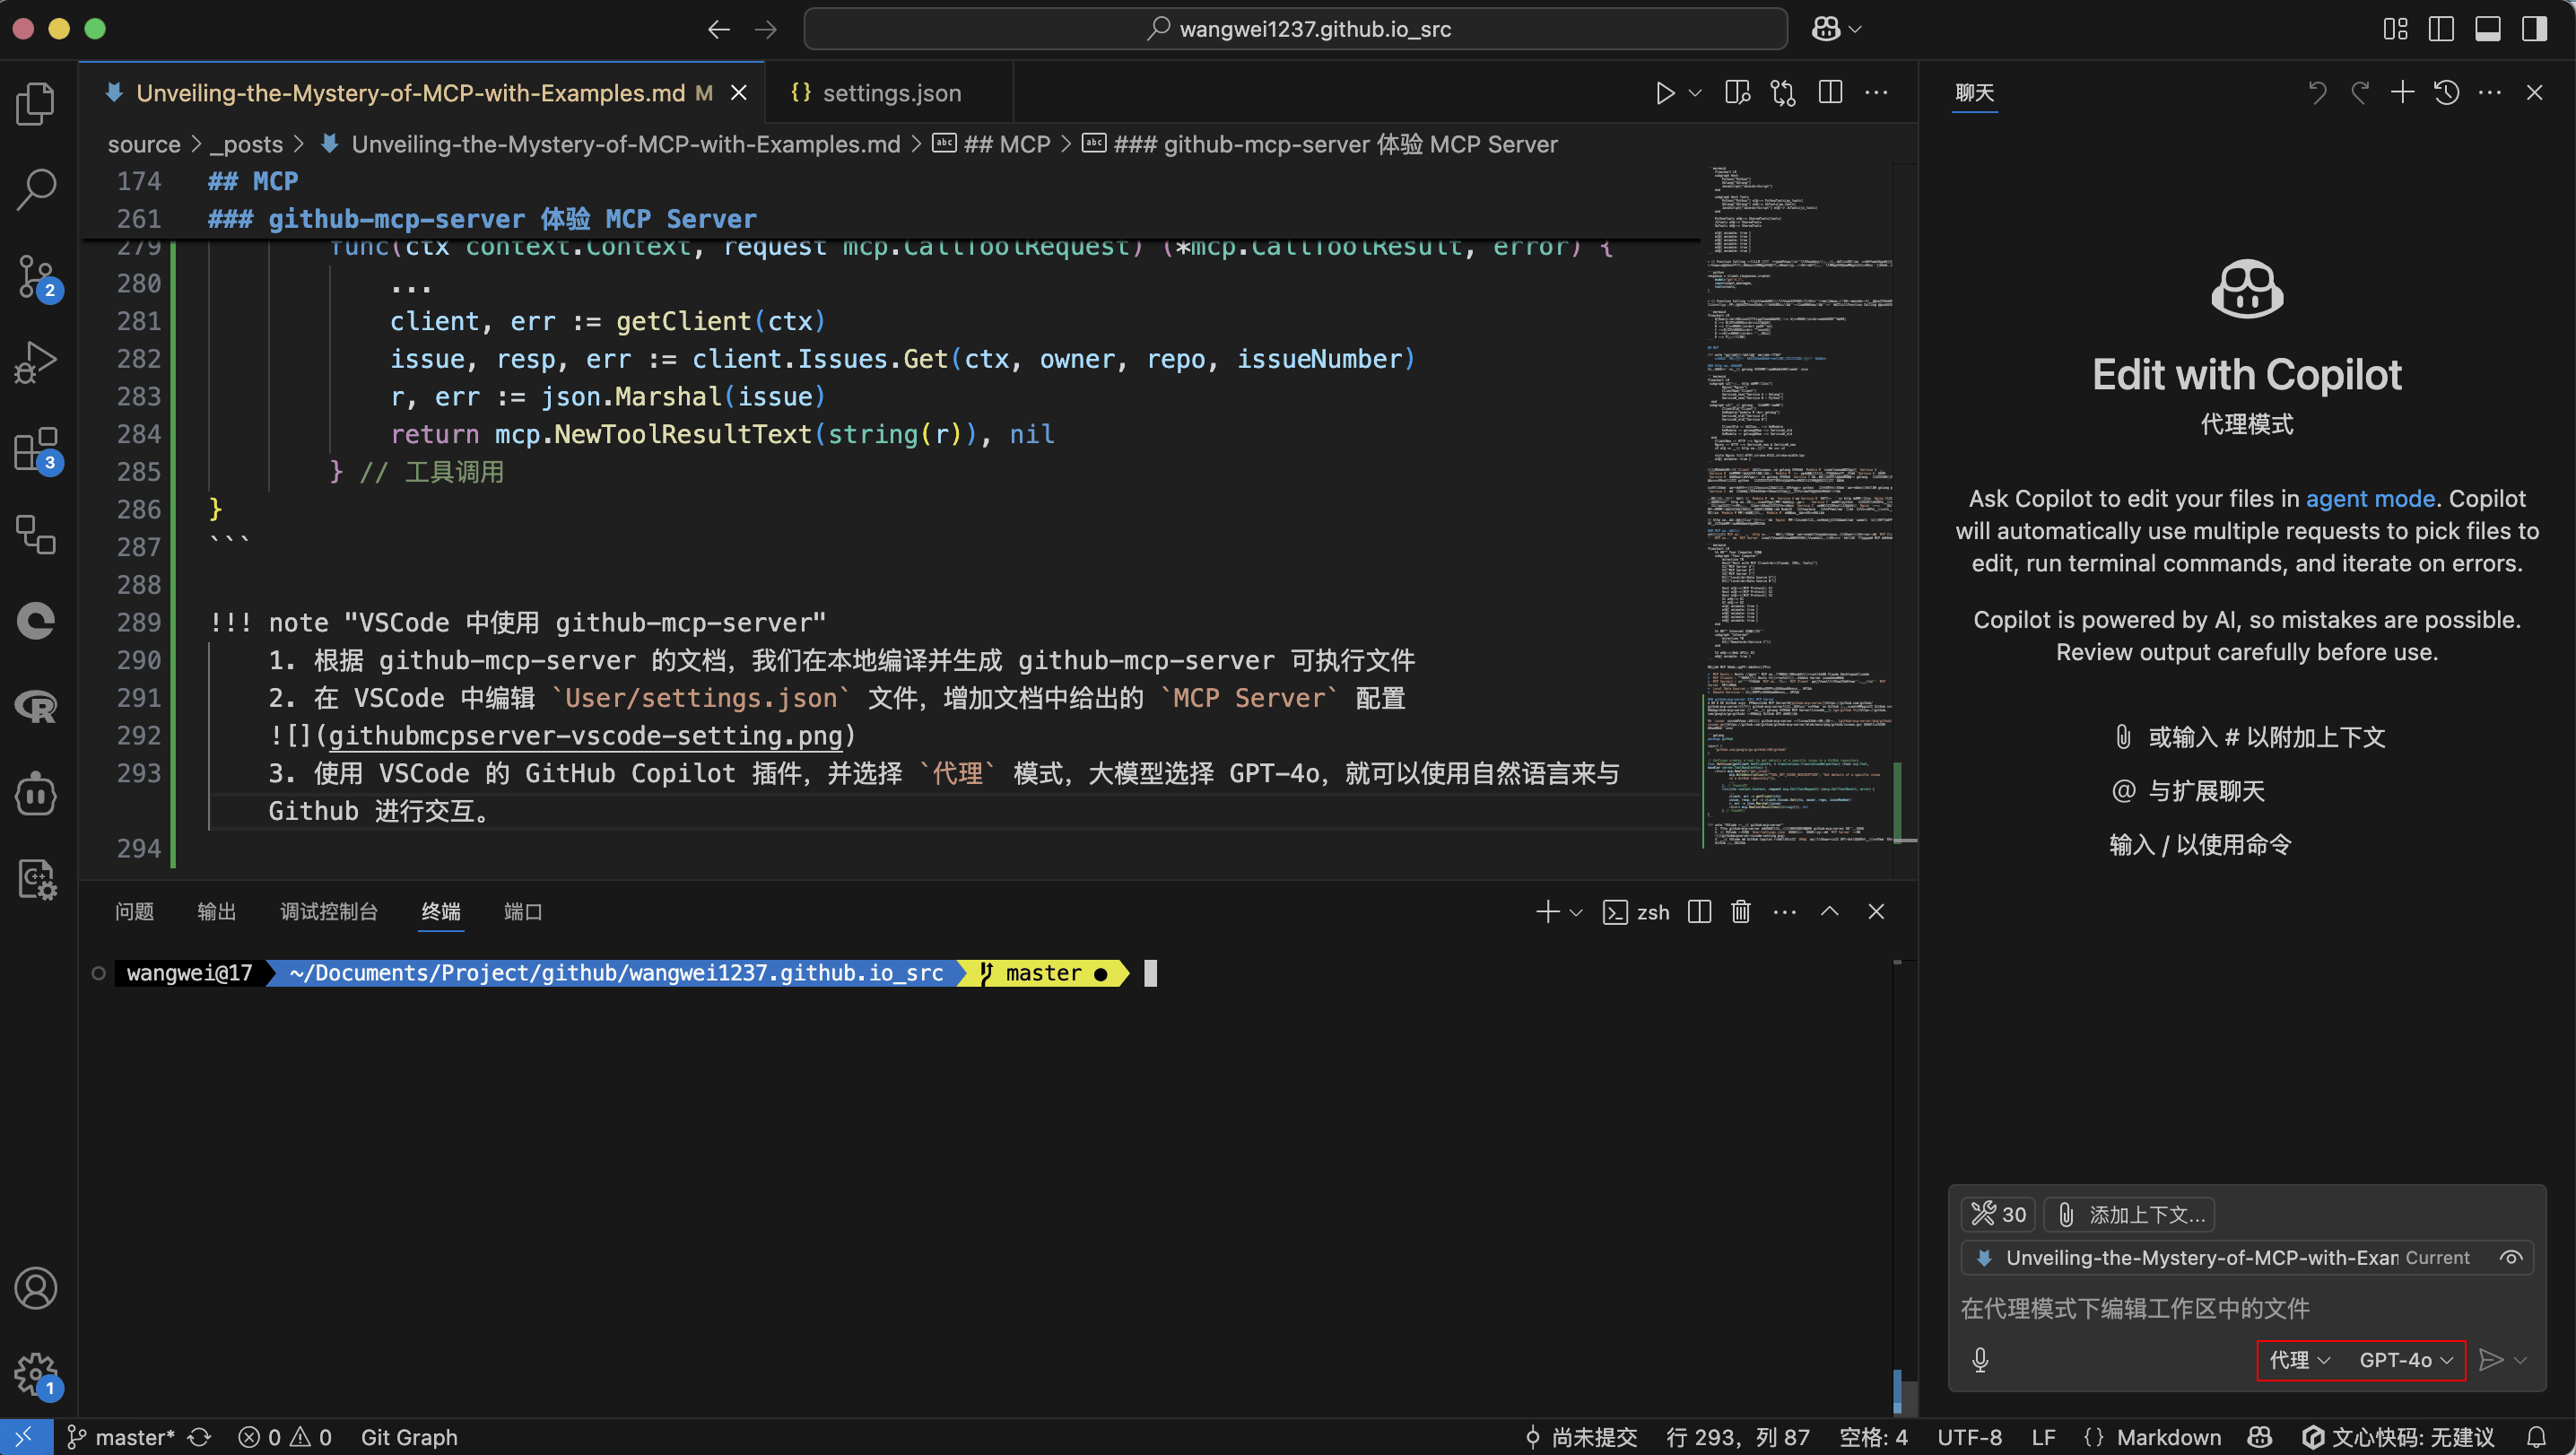 wangwei1237.github.io_src
Unveiling-the-Mystery-of-MCP-with-Examples.md M
{} settings.json
source > _posts > Unveiling-the-Mystery-of-MCP-with-Examples.md > ## MCP > ### github-mcp-server 体验 MCP Server
174 ## MCP
261 ### github-mcp-server 体验 MCP Server
279 func(ctx context.Context, request mcp.CallToolRequest) (*mcp.CallToolResult, error) {
280 ...
281 client, err := getClient(ctx)
282 issue, resp, err := client.Issues.Get(ctx, owner, repo, issueNumber)
283 r, err := json.Marshal(issue)
284 return mcp.NewToolResultText(string(r)), nil
285 } // 工具调用
286 }
287 ```
288
289 !!! note "VSCode 中使用 github-mcp-server"
290 1. 根据 github-mcp-server 的文档，我们在本地编译并生成 github-mcp-server 可执行文件
291 2. 在 VSCode 中编辑 `User/settings.json` 文件，增加文档中给出的 `MCP Server` 配置
292 ![](githubmcpserver-vscode-setting.png)
293 3. 使用 VSCode 的 GitHub Copilot 插件，并选择 `代理` 模式，大模型选择 GPT-4o，就可以使用自然语言来与
Github 进行交互。
294
2
3
1
问题 输出 调试控制台 终端 端口
zsh
wangwei@17 ~/Documents/Project/github/wangwei1237.github.io_src master ●
聊天
Edit with Copilot
代理模式
Ask Copilot to edit your files in agent mode. Copilot
will automatically use multiple requests to pick files to
edit, run terminal commands, and iterate on errors.
Copilot is powered by AI, so mistakes are possible.
Review output carefully before use.
或输入 # 以附加上下文
@ 与扩展聊天
输入 / 以使用命令
30 添加上下文...
Unveiling-the-Mystery-of-MCP-with-Exan Current
在代理模式下编辑工作区中的文件
代理 GPT-4o
master* 0 0 Git Graph
尚未提交 行 293，列 87 空格: 4 UTF-8 LF {} Markdown 文心快码: 无建议